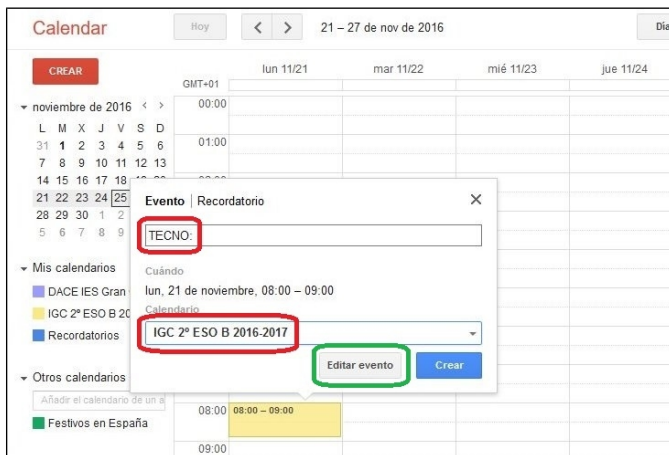 Calendar
Hoy
21 – 27 de nov de 2016
Día
CREAR
lun 11/21
mar 11/22
mié 11/23
jue 11/24
GMT+01
noviembre de 2016
L M X J V S D
31 1 2 3 4 5 6
7 8 9 10 11 12 13
14 15 16 17 18
21 22 23 24 25
28 29 30 1 2
5 6 7 8 9
00:00
01:00
Evento | Recordatorio
TECNO:
Cuándo
lun, 21 de noviembre, 08:00 – 09:00
Calendario
IGC 2º ESO B 2016-2017
Editar evento
Crear
Mis calendarios
DACE IES Gran
IGC 2º ESO B 20
Recordatorios
Otros calendarios
Añadir el calendario de un a
Festivos en España
08:00
08:00 – 09:00
09:00